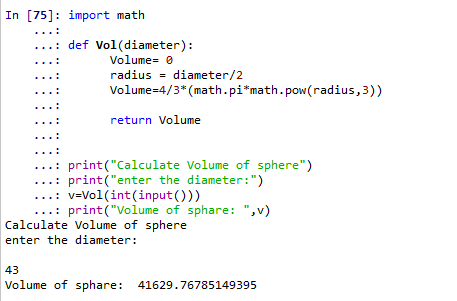 In [75]: import math
    ...:
    ...: def Vol(diameter):
    ...:       Volume= 0
    ...:       radius = diameter/2
    ...:       Volume=4/3*(math.pi*math.pow(radius,3))
    ...:
    ...:       return Volume
    ...:
    ...:
    ...: print("Calculate Volume of sphere")
    ...: print("enter the diameter:")
    ...: v=Vol(int(input()))
    ...: print("Volume of sphare: ",v)
Calculate Volume of sphere
enter the diameter:

43
Volume of sphare:  41629.76785149395